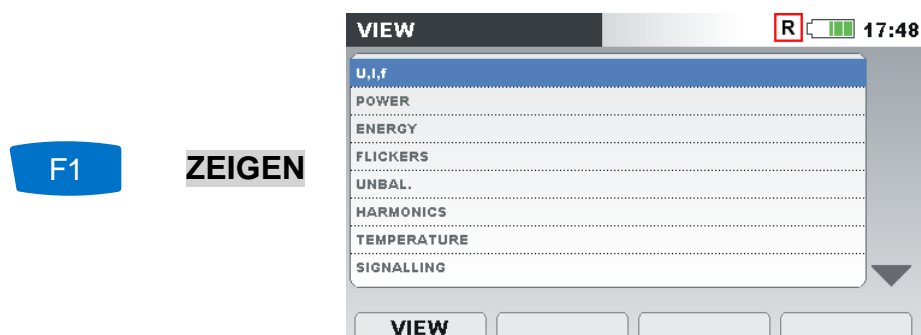 F1
ZEIGEN
VIEW R 17:48
U,I,f
POWER
ENERGY
FLICKERS
UNBAL.
HARMONICS
TEMPERATURE
SIGNALLING
VIEW